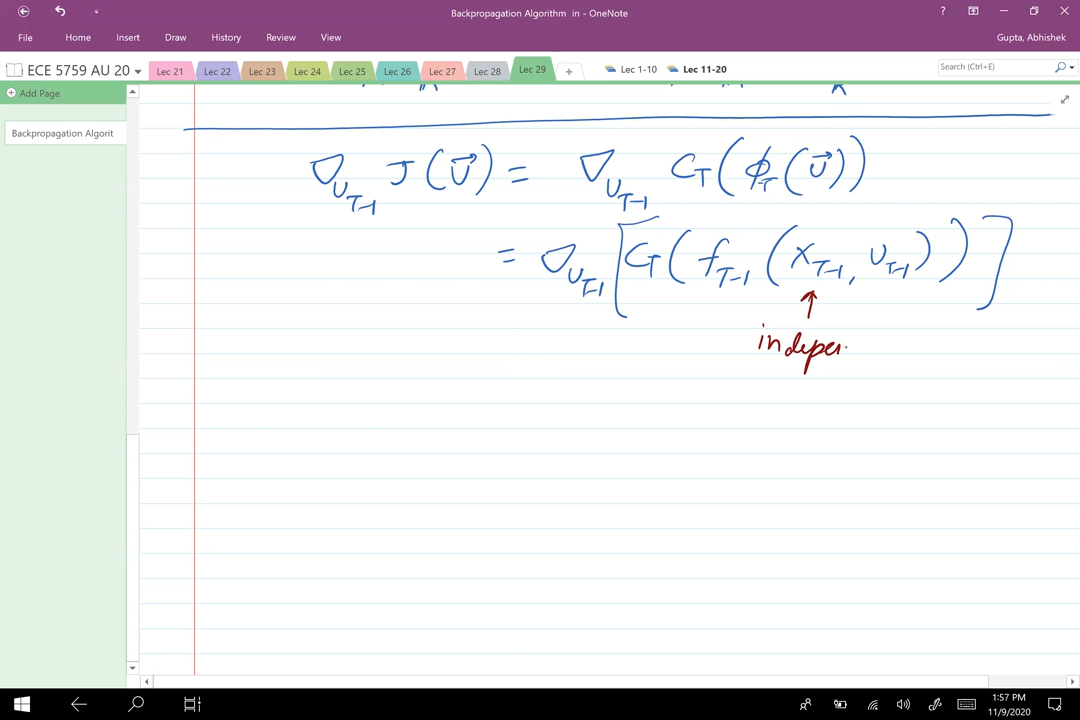 Backpropagation Algorithm in - OneNote
File Home Insert Draw History Review View Gupta, Abhishek
ECE 5759 AU 20 Lec 21 Lec 22 Lec 23 Lec 24 Lec 25 Lec 26 Lec 27 Lec 28 Lec 29 + Lec 1-10 Lec 11-20 Search (Ctrl+E)
+ Add Page
Backpropagation Algorit
∇_{U_{T-1}} J(U⃗) = ∇_{U_{T-1}} C_T(ϕ_T(U⃗))
= ∇_{U_{T-1}} [C_T(f_{T-1}(x_{T-1}, U_{T-1}))]
indeper
1:57 PM
11/9/2020